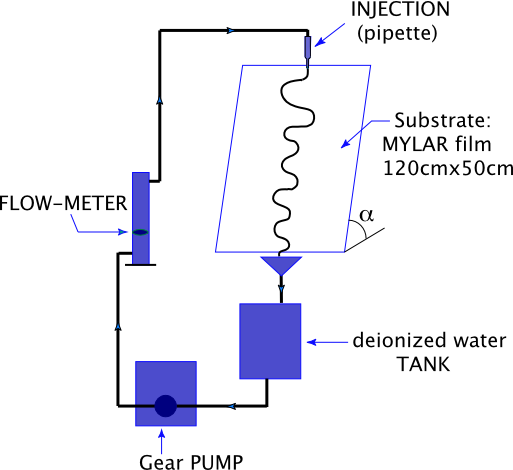 INJECTION
(pipette)
Substrate:
MYLAR film
120cmx50cm
FLOW-METER
α
deionized water
TANK
Gear PUMP